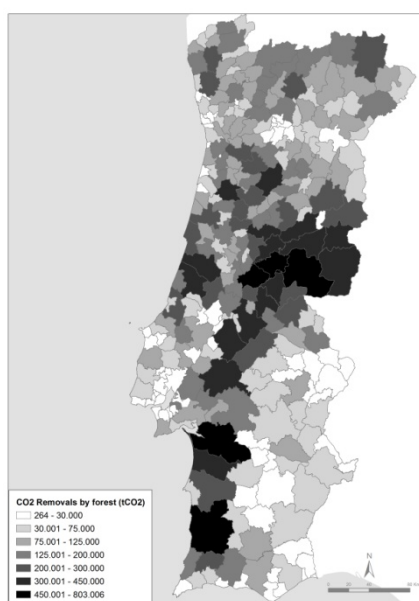 CO2 Removals by forest (tCO2)
264 - 30.000
30.001 - 75.000
75.001 - 125.000
125.001 - 200.000
200.001 - 300.000
300.001 - 450.000
450.001 - 803.006
N